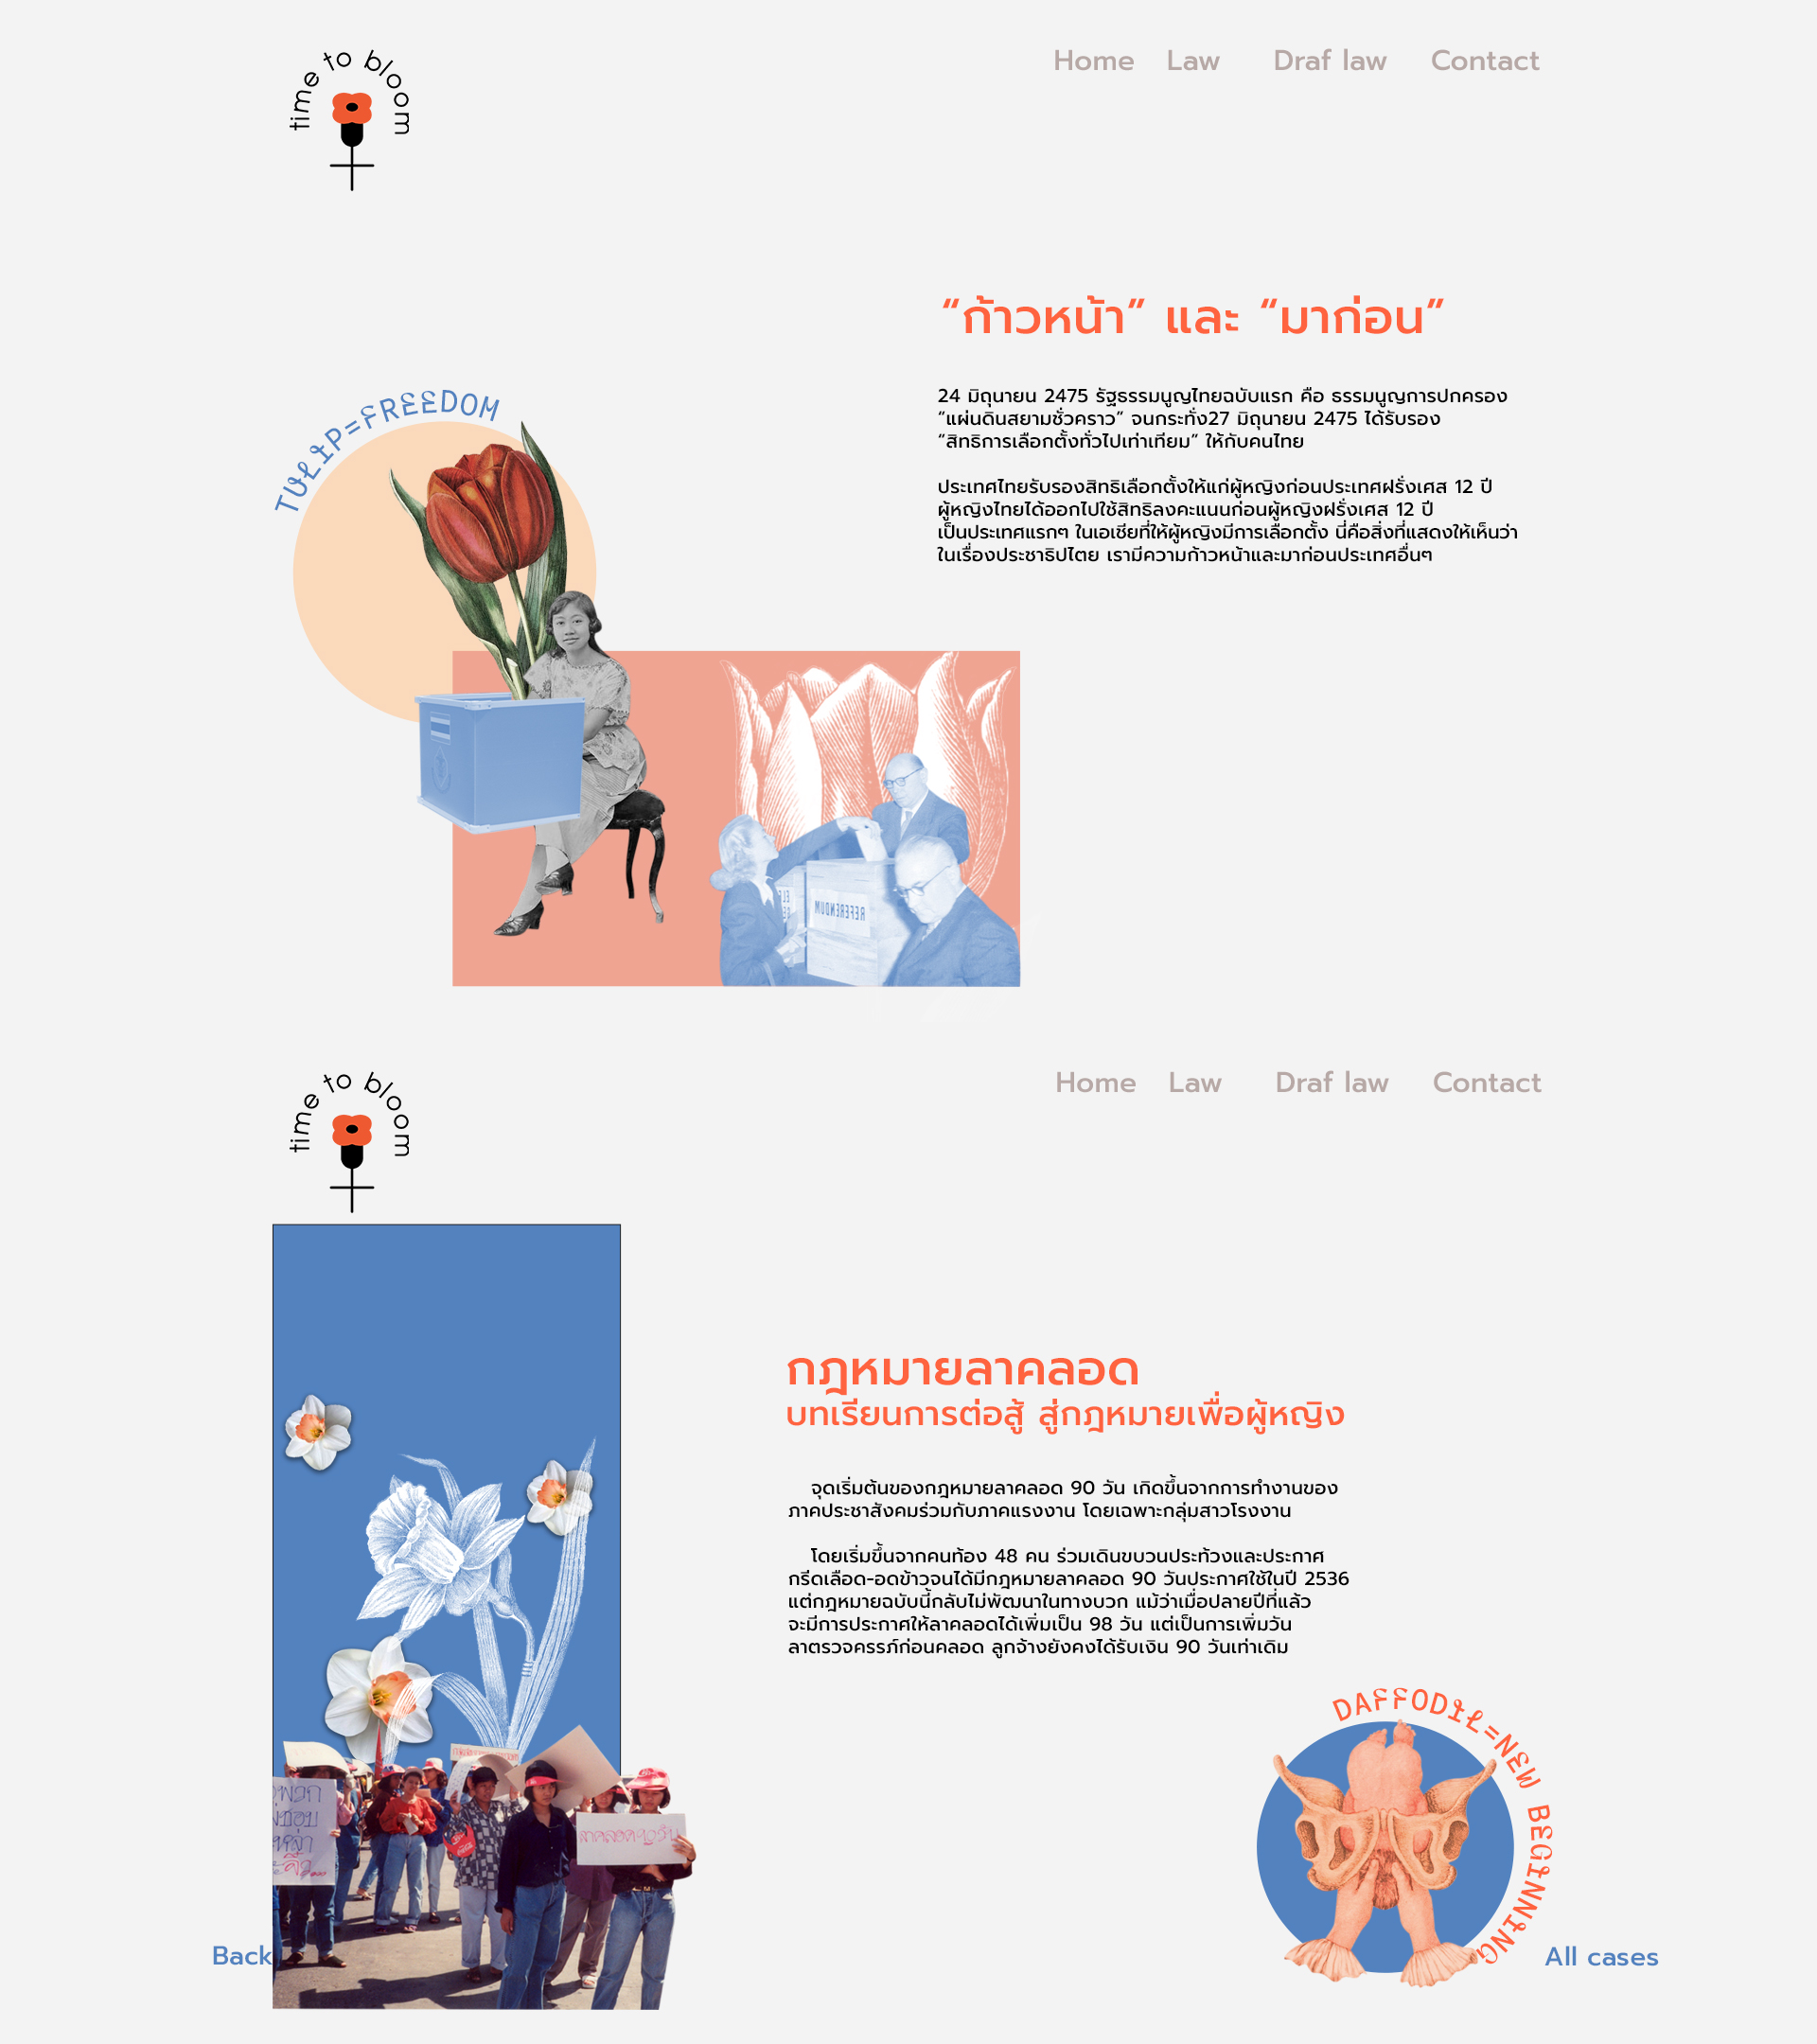 time to bloom
Home Law Draf law Contact
“ก้าวหน้า” และ “มาก่อน”
24 มิถุนายน 2475 รัฐธรรมนูญไทยฉบับแรก คือ ธรรมนูญการปกครอง
“แผ่นดินสยามชั่วคราว” จนกระทั่ง27 มิถุนายน 2475 ได้รับรอง
“สิทธิการเลือกตั้งทั่วไปเท่าเทียม” ให้กับคนไทย
ประเทศไทยรับรองสิทธิเลือกตั้งให้แก่ผู้หญิงก่อนประเทศฝรั่งเศส 12 ปี
ผู้หญิงไทยได้ออกไปใช้สิทธิลงคะแนนก่อนผู้หญิงฝรั่งเศส 12 ปี
เป็นประเทศแรกๆ ในเอเชียที่ให้ผู้หญิงมีการเลือกตั้ง นี่คือสิ่งที่แสดงให้เห็นว่า
ในเรื่องประชาธิปไตย เรามีความก้าวหน้าและมาก่อนประเทศอื่นๆ
TULIP=FREEDOM
REFERENDUM
time to bloom
Home Law Draf law Contact
กฎหมายลาคลอด
บทเรียนการต่อสู้ สู่กฎหมายเพื่อผู้หญิง
จุดเริ่มต้นของกฎหมายลาคลอด 90 วัน เกิดขึ้นจากการทำงานของ
ภาคประชาสังคมร่วมกับภาคแรงงาน โดยเฉพาะกลุ่มสาวโรงงาน
โดยเริ่มขึ้นจากคนท้อง 48 คน ร่วมเดินขบวนประท้วงและประกาศ
กรีดเลือด-อดข้าวจนได้มีกฎหมายลาคลอด 90 วันประกาศใช้ในปี 2536
แต่กฎหมายฉบับนี้กลับไม่พัฒนาในทางบวก แม้ว่าเมื่อปลายปีที่แล้ว
จะมีการประกาศให้ลาคลอดได้เพิ่มเป็น 98 วัน แต่เป็นการเพิ่มวัน
ลาตรวจครรภ์ก่อนคลอด ลูกจ้างยังคงได้รับเงิน 90 วันเท่าเดิม
DAFFODIL=NEW BEGINNING
ลาคลอด90วัน
Back
All cases